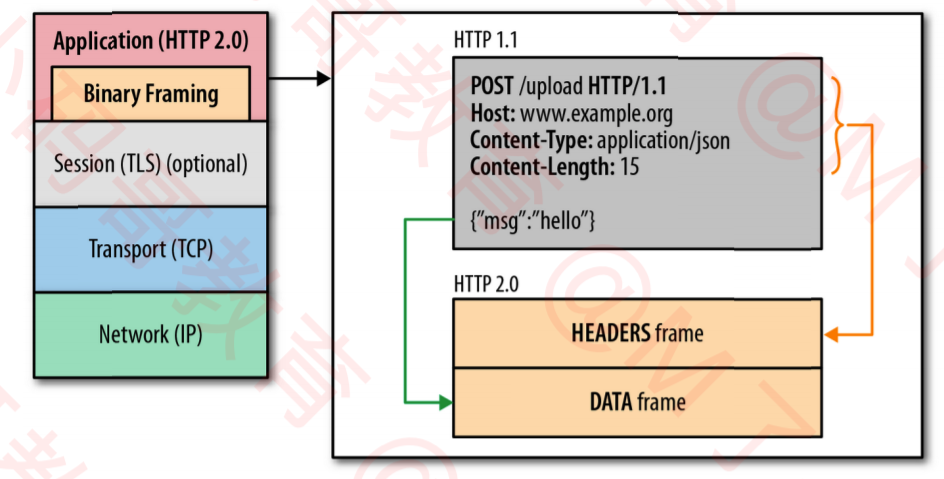 Application (HTTP 2.0)
Binary Framing
Session (TLS) (optional)
Transport (TCP)
Network (IP)
HTTP 1.1
POST /upload HTTP/1.1
Host: www.example.org
Content-Type: application/json
Content-Length: 15
{"msg":"hello"}
HTTP 2.0
HEADERS frame
DATA frame